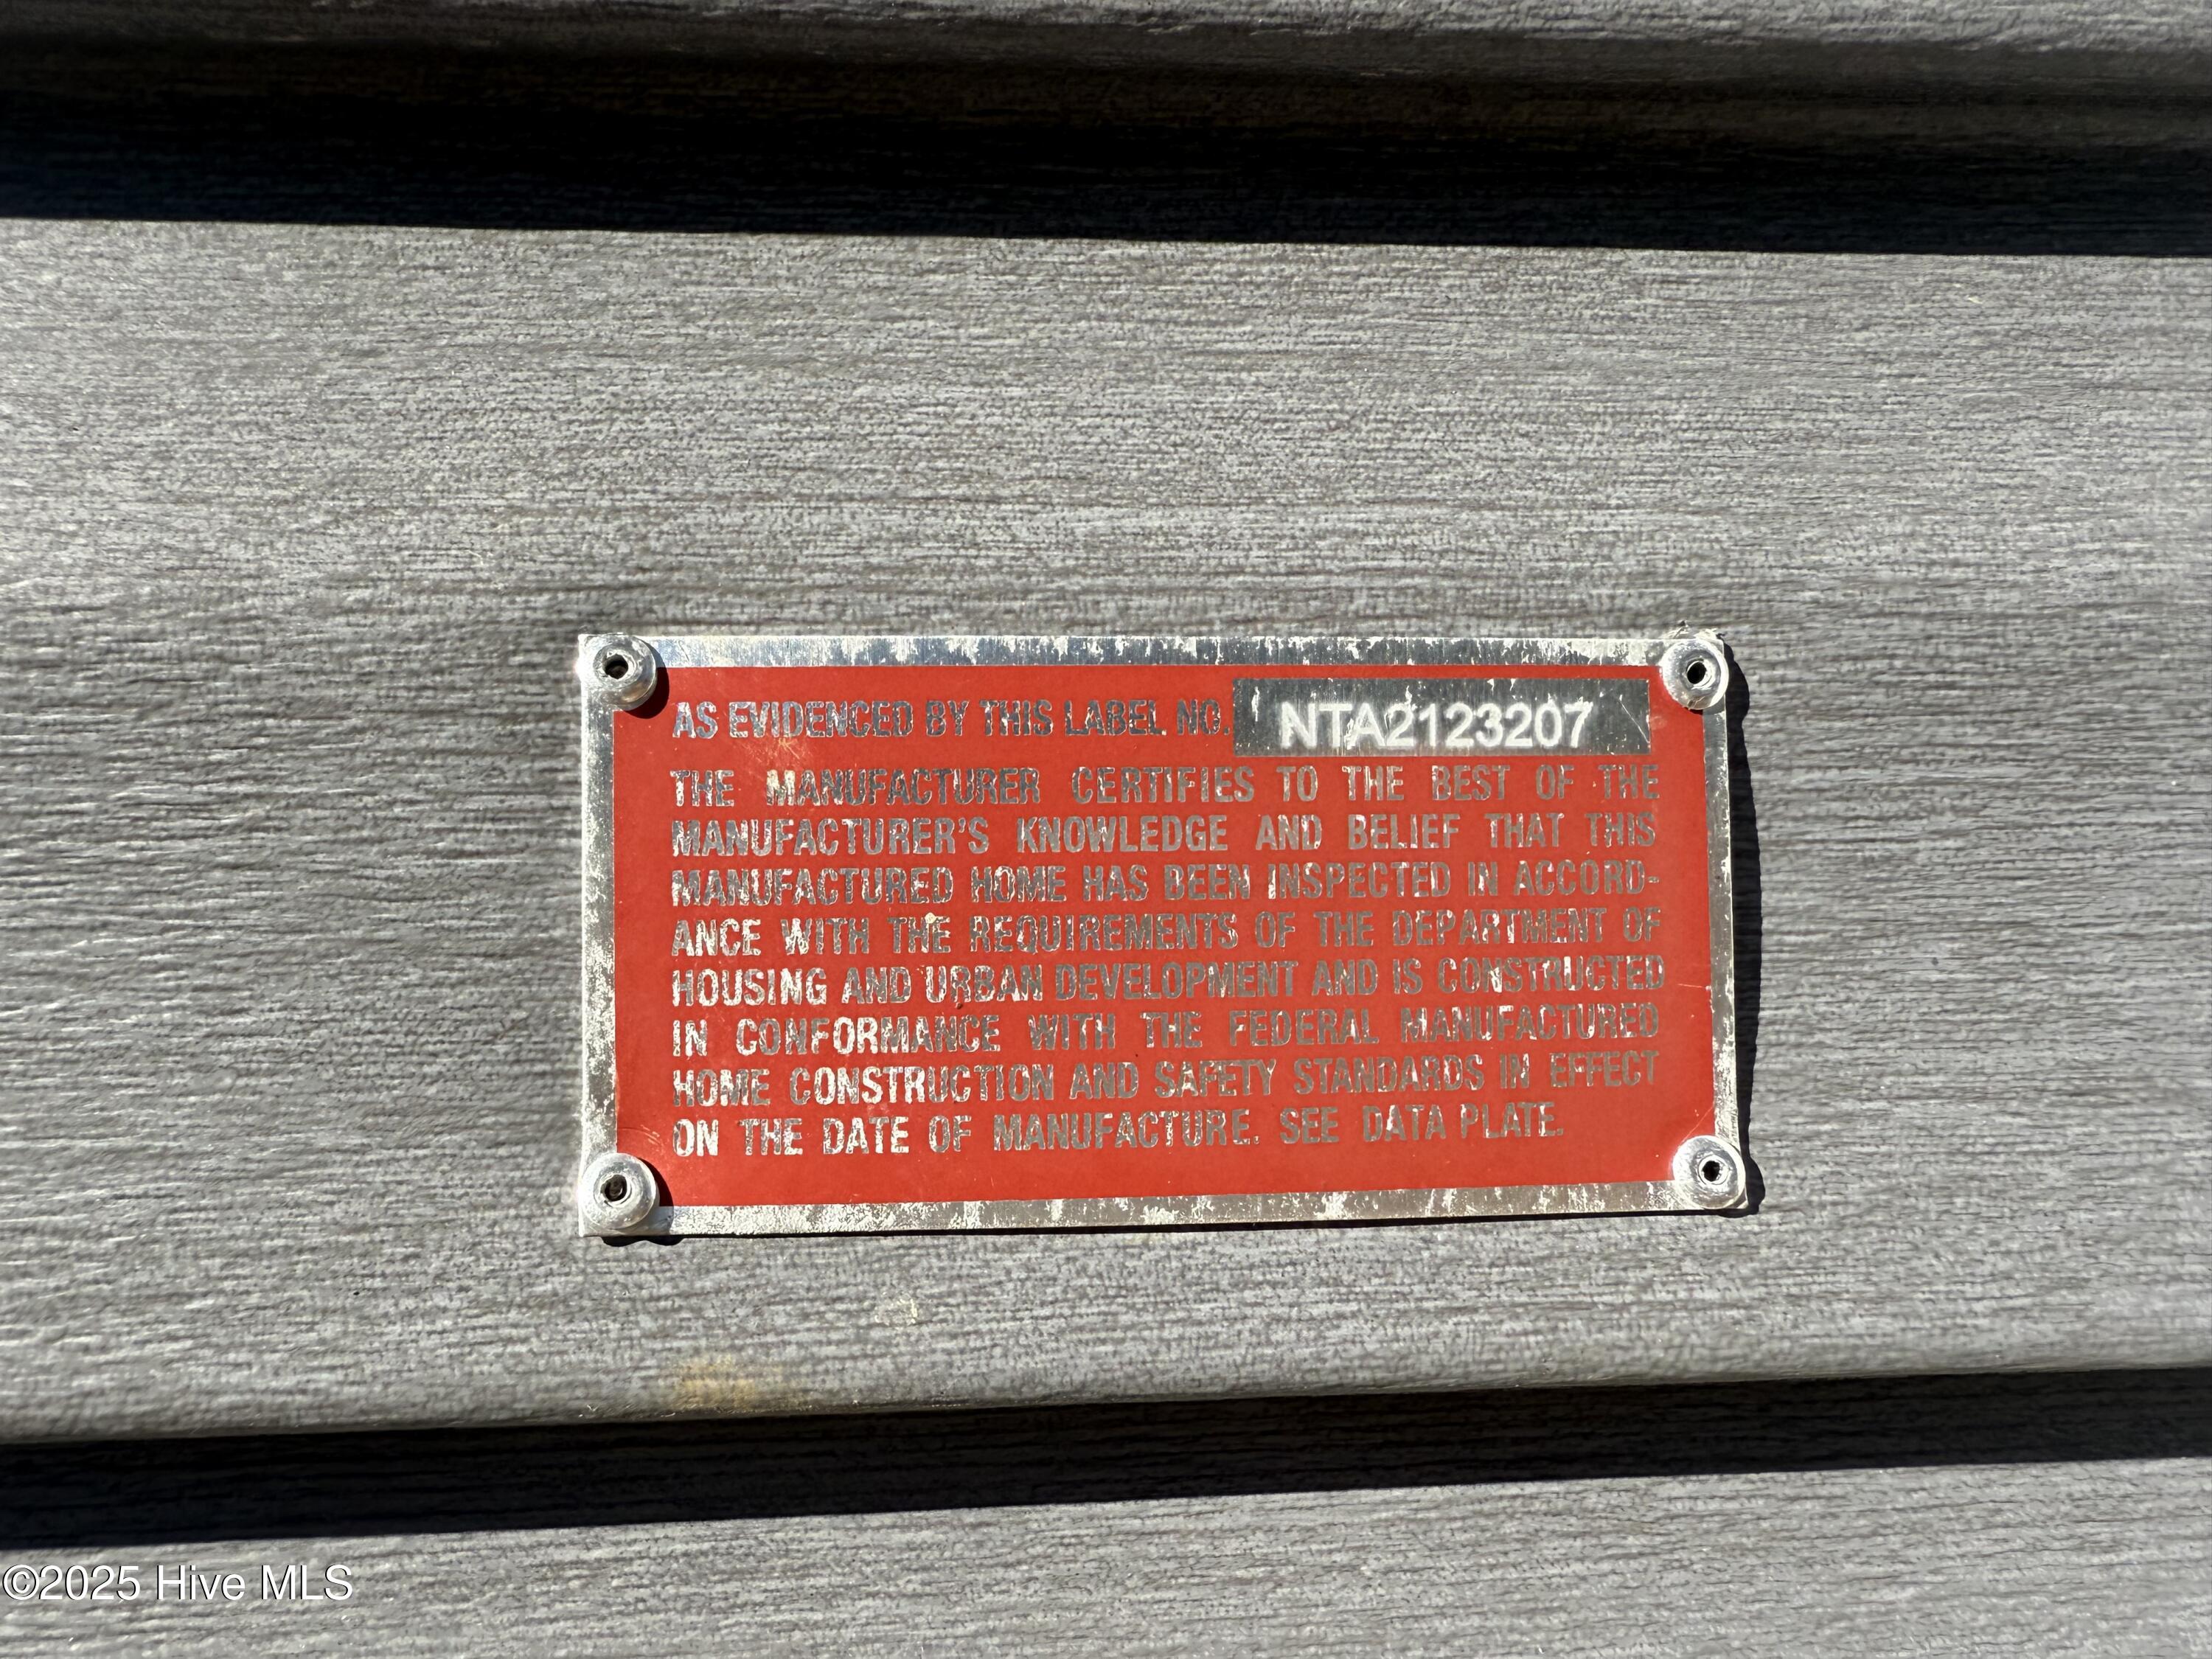 AS EVIDENCED BY THIS LABEL NO. NTA2123207
THE MANUFACTURER CERTIFIES TO THE BEST OF THE
MANUFACTURER'S KNOWLEDGE AND BELIEF THAT THIS
MANUFACTURED HOME HAS BEEN INSPECTED IN ACCORD-
ANCE WITH THE REQUIREMENTS OF THE DEPARTMENT OF
HOUSING AND URBAN DEVELOPMENT AND IS CONSTRUCTED
IN CONFORMANCE WITH THE FEDERAL MANUFACTURED
HOME CONSTRUCTION AND SAFETY STANDARDS IN EFFECT
ON THE DATE OF MANUFACTURE. SEE DATA PLATE.
©2025 Hive MLS